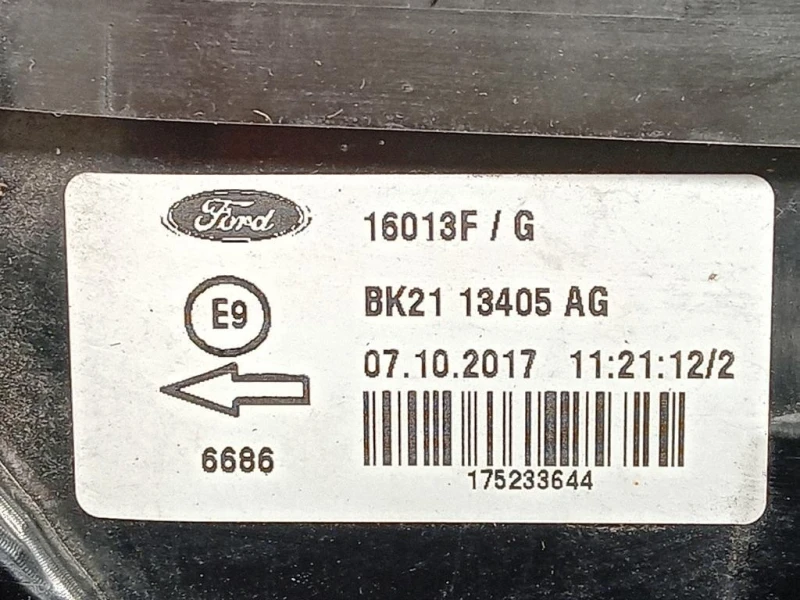 Ford
16013F / G
E9
BK21 13405 AG
07.10.2017 11:21:12/2
6686
175233644